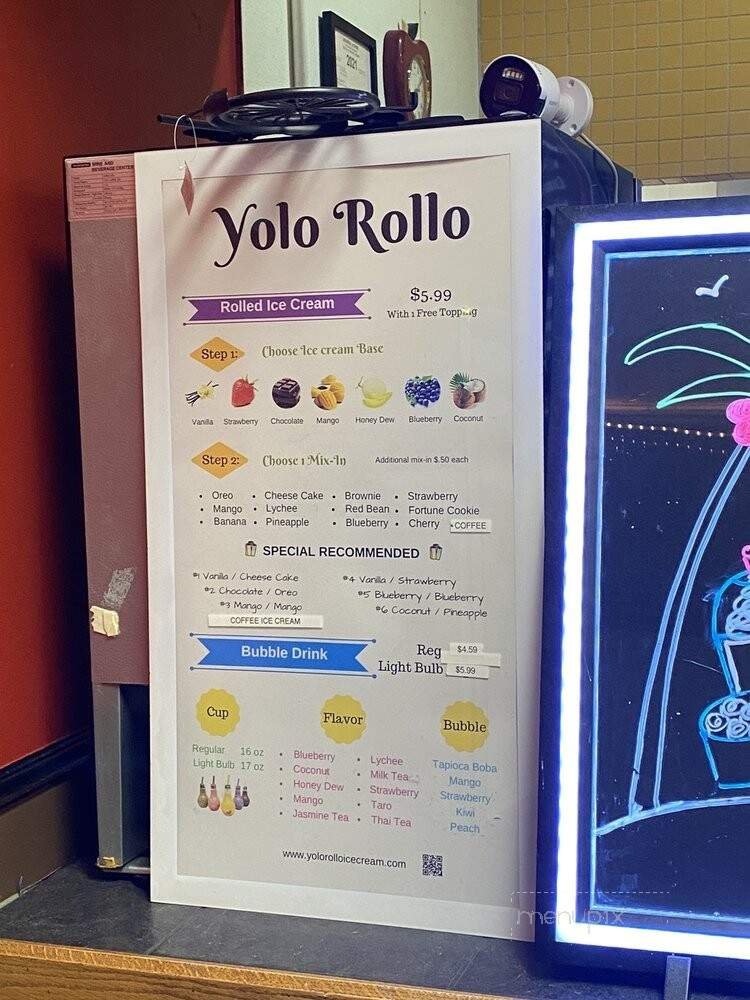 2021
WINE AND
BEVERAGE CENTER
Yolo Rollo
Rolled Ice Cream
$5.99
With 1 Free Topping
Step 1:
Choose Ice cream Base
Vanilla Strawberry Chocolate Mango Honey Dew Blueberry Coconut
Step 2:
Choose 1 Mix-In
Additional mix-in $.50 each
• Oreo • Cheese Cake • Brownie • Strawberry
• Mango • Lychee • Red Bean • Fortune Cookie
• Banana • Pineapple • Blueberry • Cherry • COFFEE
SPECIAL RECOMMENDED
#1 Vanilla / Cheese Cake
#2 Chocolate / Oreo
#3 Mango / Mango
COFFEE ICE CREAM
#4 Vanilla / Strawberry
#5 Blueberry / Blueberry
#6 Coconut / Pineapple
Bubble Drink
Reg $4.59
Light Bulb $5.99
Cup
Regular 16 oz
Light Bulb 17 oz
Flavor
• Blueberry
• Coconut
• Honey Dew
• Mango
• Jasmine Tea
• Lychee
• Milk Tea
• Strawberry
• Taro
• Thai Tea
Bubble
Tapioca Boba
Mango
Strawberry
Kiwi
Peach
www.yolorolloicecream.com
menupix